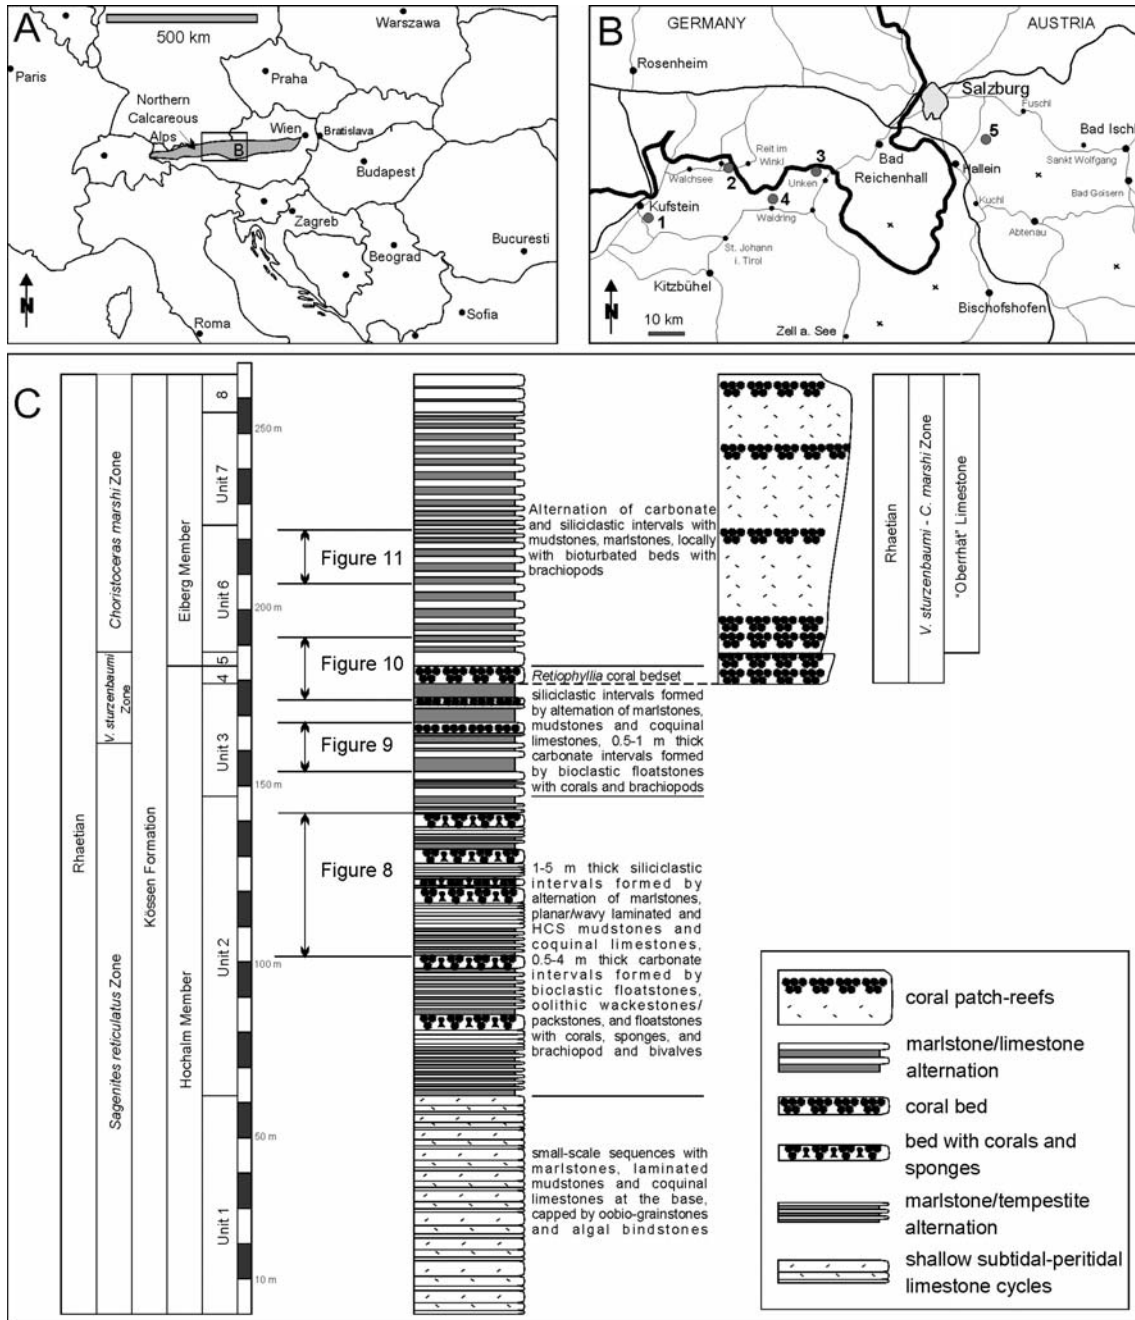 A
500 km
Warszawa
Paris
Praha
Northern
Calcareous
Alps
Wien
Bratislava
B
Budapest
Zagreb
Bucuresti
Beograd
N
Roma
Sofia
B
GERMANY
AUSTRIA
Rosenheim
Salzburg
Fuschl
5
Bad Ischl
Reit im
Winkl
3
Bad
Reichenhall
Hallein
Sankt Wolfgang
Walchsee
2
Unken
4
Bad Goisern
Kufstein
1
Waidring
Kuchl
Abtenau
St. Johann
i. Tirol
Kitzbühel
N
10 km
Zell a. See
Bischofshofen
C
Rhaetian
Sagenites reticulatus Zone
V. sturzenbaumi
Zone
Choristoceras marshi Zone
Kössen Formation
Hochalm Member
Eiberg Member
Unit 1
Unit 2
Unit 3
4
5
Unit 6
Unit 7
8
250 m
200 m
150 m
100 m
50 m
10 m
Figure 11
Figure 10
Figure 9
Figure 8
Alternation of carbonate
and siliciclastic intervals with
mudstones, marlstones, locally
with bioturbated beds with
brachiopods
Retiophyllia coral bedset
siliciclastic intervals formed
by alternation of marlstones,
mudstones and coquinal
limestones, 0.5-1 m thick
carbonate intervals formed
by bioclastic floatstones
with corals and brachiopods
1-5 m thick siliciclastic
intervals formed by
alternation of marlstones,
planar/wavy laminated and
HCS mudstones and
coquinal limestones,
0.5-4 m thick carbonate
intervals formed by
bioclastic floatstones,
oolithic wackestones/
packstones, and floatstones
with corals, sponges, and
brachiopod and bivalves
small-scale sequences with
marlstones, laminated
mudstones and coquinal
limestones at the base,
capped by oobio-grainstones
and algal bindstones
Rhaetian
V. sturzenbaumi - C. marshi Zone
"Oberrhät" Limestone
coral patch-reefs
marlstone/limestone
alternation
coral bed
bed with corals and
sponges
marlstone/tempestite
alternation
shallow subtidal-peritidal
limestone cycles